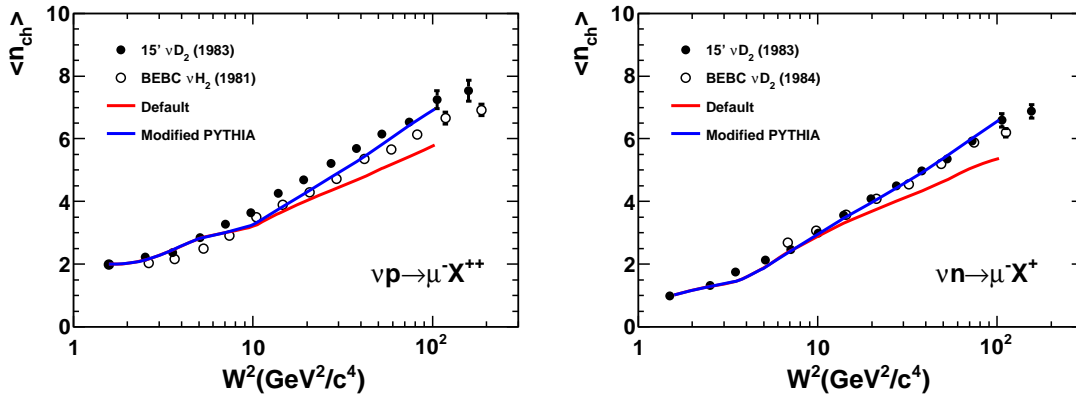 <n_ch>
10
8
6
4
2
0
15' νD₂ (1983)
BEBC νH₂ (1981)
Default
Modified PYTHIA
νp→μ⁻X⁺⁺
1 10 10²
W²(GeV²/c⁴)
<n_ch>
10
8
6
4
2
0
15' νD₂ (1983)
BEBC νD₂ (1984)
Default
Modified PYTHIA
νn→μ⁻X⁺
1 10 10²
W²(GeV²/c⁴)